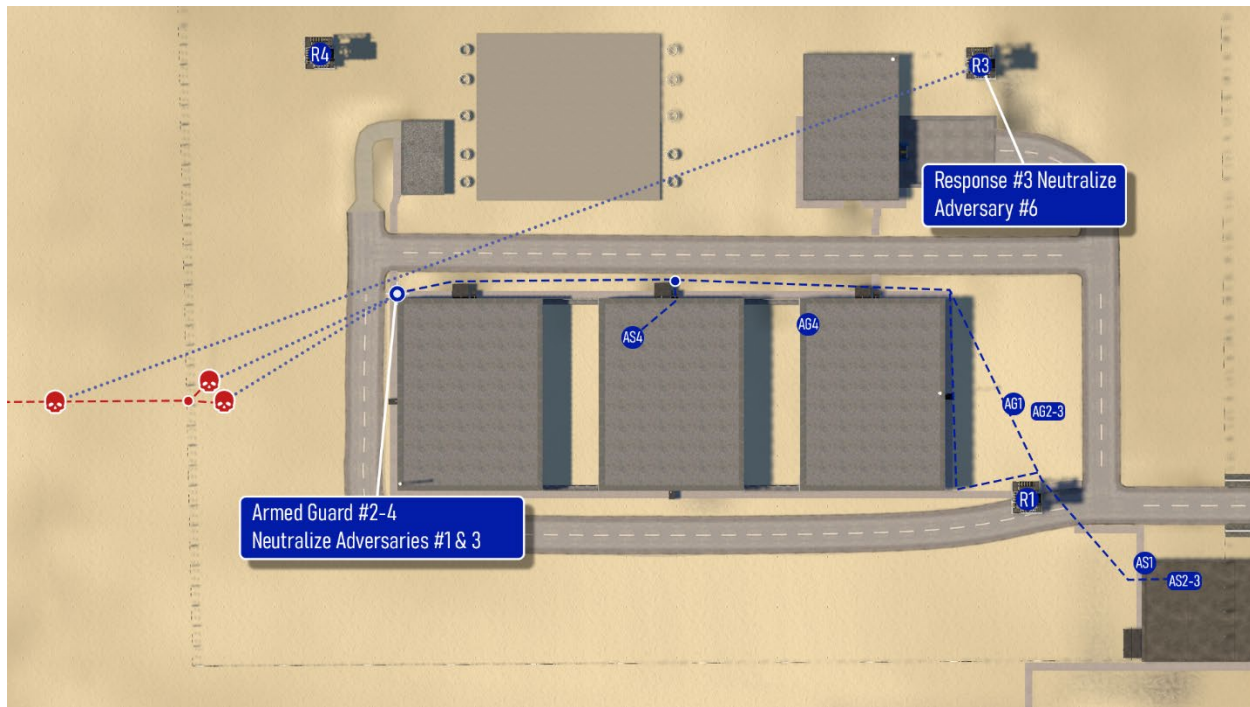 R4
R3
Response #3 Neutralize
Adversary #6
AS4
AG4
AG1
AG2-3
R1
Armed Guard #2-4
Neutralize Adversaries #1 & 3
AS1
AS2-3